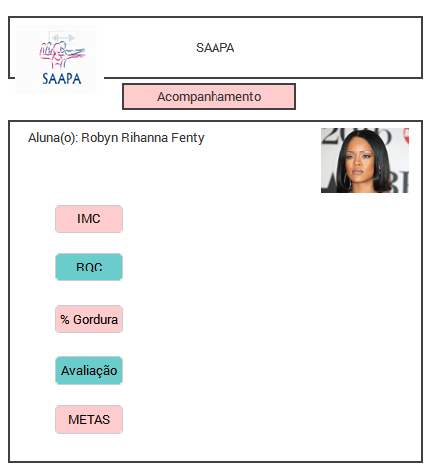 SAAPA
SAAPA
Acompanhamento
Aluna(o): Robyn Rihanna Fenty
IMC
RQC
% Gordura
Avaliação
METAS